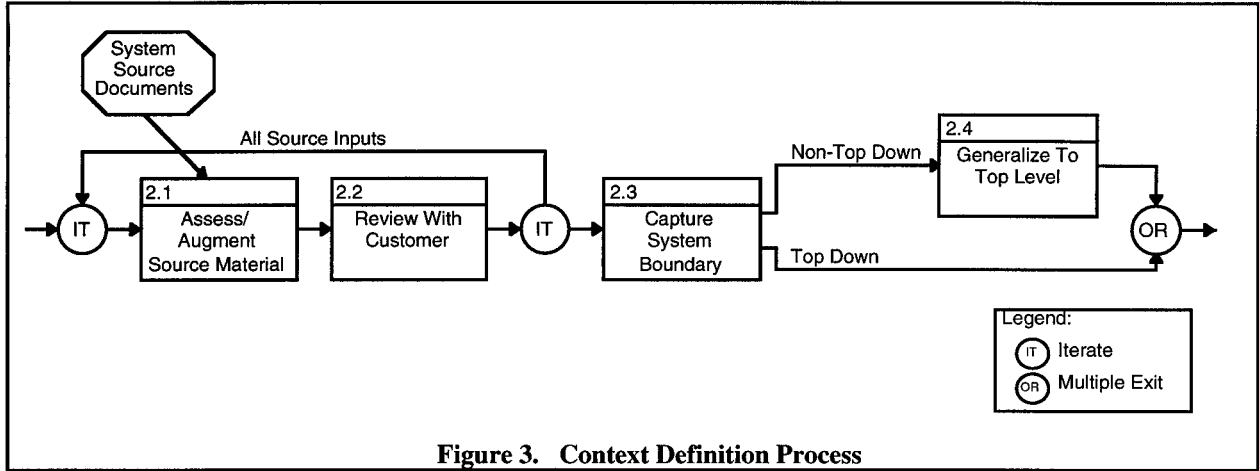 System
Source
Documents
All Source Inputs
IT
2.1
Assess/
Augment
Source Material
2.2
Review With
Customer
IT
2.3
Capture
System
Boundary
Non-Top Down
Top Down
2.4
Generalize To
Top Level
OR
Legend:
IT Iterate
OR Multiple Exit
Figure 3. Context Definition Process